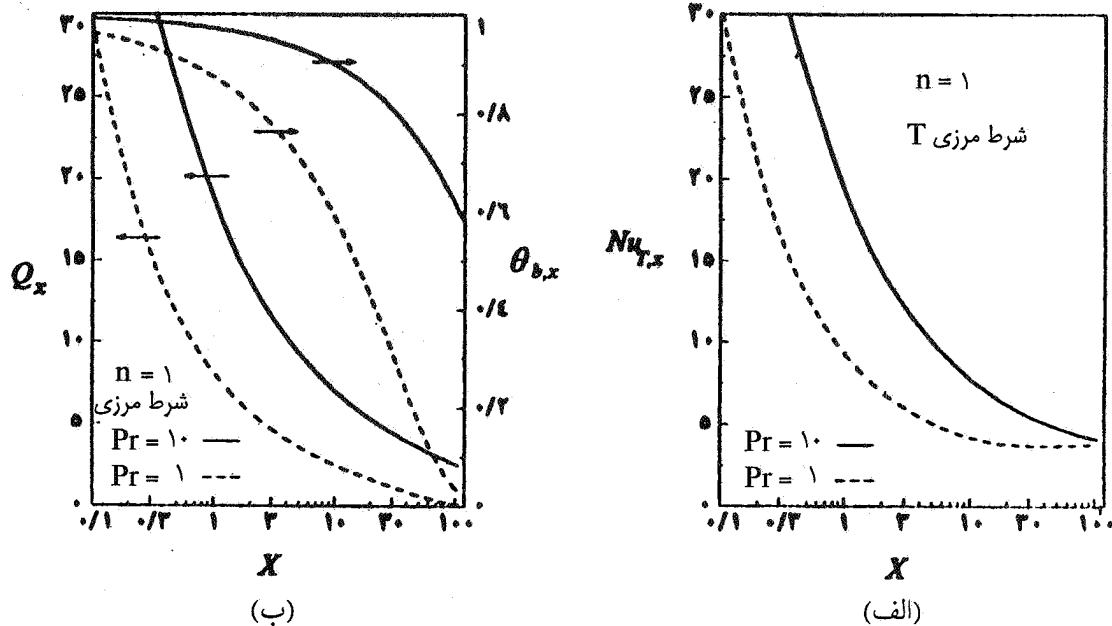 ۳۰
۲۵
۲۰
۱۵
۱۰
۵
۰
Q_x
۱
۰/۸
۰/۶
۰/۴
۰/۲
۰
θ_b,x
n = ۱
شرط مرزی
Pr = ۱۰
Pr = ۱
۰/۱ ۰/۳ ۱ ۳ ۱۰ ۳۰ ۱۰۰
X
(ب)
۳۰
۲۵
۲۰
۱۵
۱۰
۵
۰
Nu_T,x
n = ۱
شرط مرزی T
Pr = ۱۰
Pr = ۱
۰/۱ ۰/۳ ۱ ۳ ۱۰ ۳۰ ۱۰۰
X
(الف)